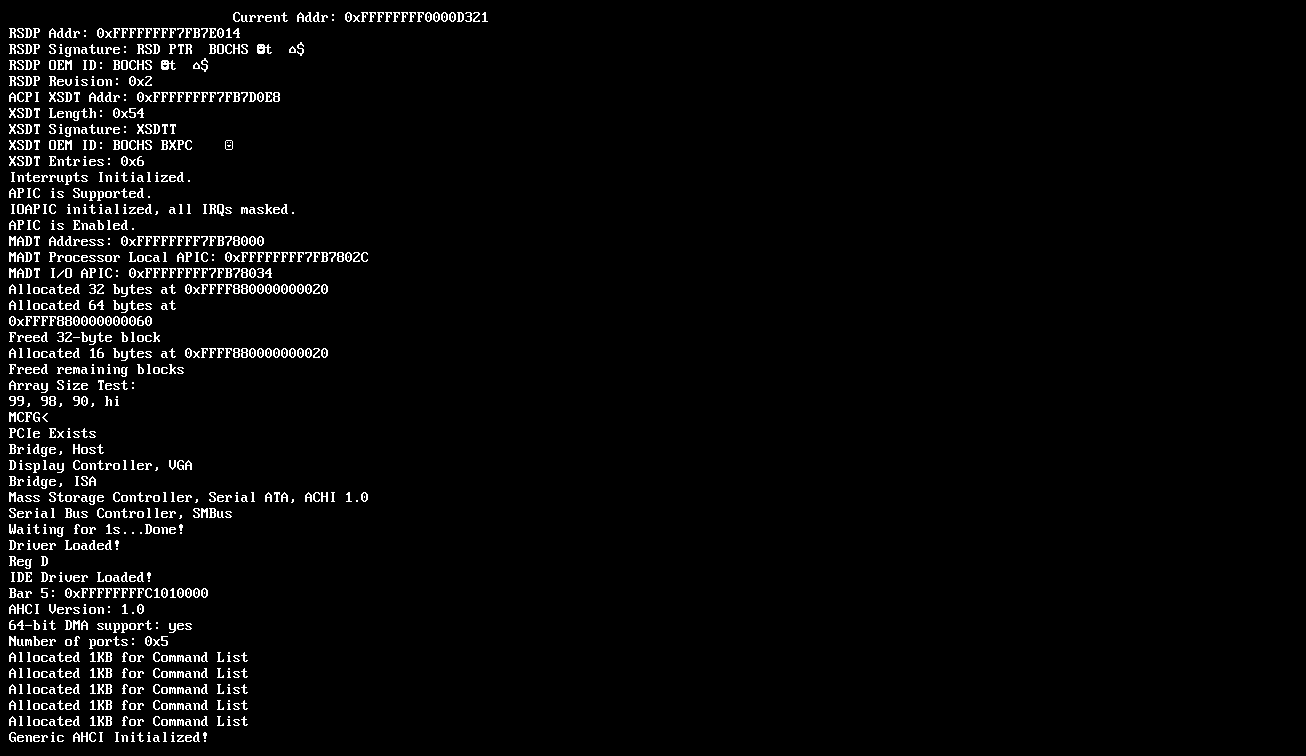 Current Addr: 0xFFFFFFFF0000D321
RSDP Addr: 0xFFFFFFFF7FB7E014
RSDP Signature: RSD PTR  BOCHS ☻t  ⌂$
RSDP OEM ID: BOCHS ☻t  ⌂$
RSDP Revision: 0x2
ACPI XSDT Addr: 0xFFFFFFFF7FB7D0E8
XSDT Length: 0x54
XSDT Signature: XSDTT
XSDT OEM ID: BOCHS BXPC    ☺
XSDT Entries: 0x6
Interrupts Initialized.
APIC is Supported.
IOAPIC initialized, all IRQs masked.
APIC is Enabled.
MADT Address: 0xFFFFFFFF7FB78000
MADT Processor Local APIC: 0xFFFFFFFF7FB7802C
MADT I/O APIC: 0xFFFFFFFF7FB78034
Allocated 32 bytes at 0xFFFF880000000020
Allocated 64 bytes at
0xFFFF880000000060
Freed 32-byte block
Allocated 16 bytes at 0xFFFF880000000020
Freed remaining blocks
Array Size Test:
99, 98, 90, hi
MCFG<
PCIe Exists
Bridge, Host
Display Controller, VGA
Bridge, ISA
Mass Storage Controller, Serial ATA, ACHI 1.0
Serial Bus Controller, SMBus
Waiting for 1s...Done!
Driver Loaded!
Reg D
IDE Driver Loaded!
Bar 5: 0xFFFFFFFFC1010000
AHCI Version: 1.0
64-bit DMA support: yes
Number of ports: 0x5
Allocated 1KB for Command List
Allocated 1KB for Command List
Allocated 1KB for Command List
Allocated 1KB for Command List
Allocated 1KB for Command List
Generic AHCI Initialized!